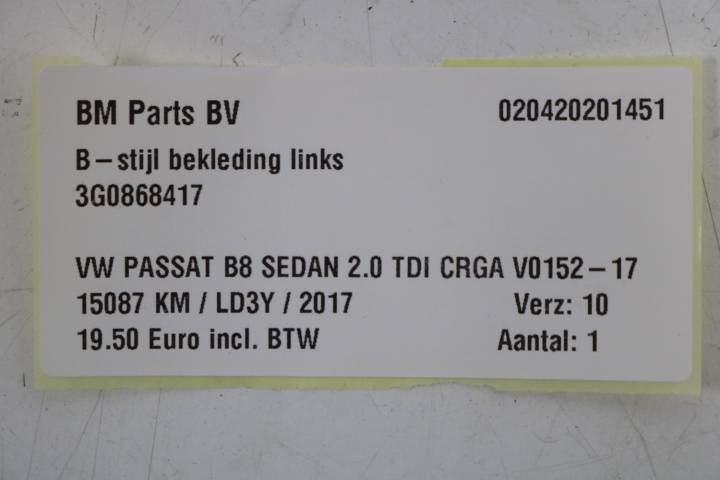 BM Parts BV 020420201451
B-stijl bekleding links
3G0868417
VW PASSAT B8 SEDAN 2.0 TDI CRGA V0152-17
15087 KM / LD3Y / 2017 Verz: 10
19.50 Euro incl. BTW Aantal: 1